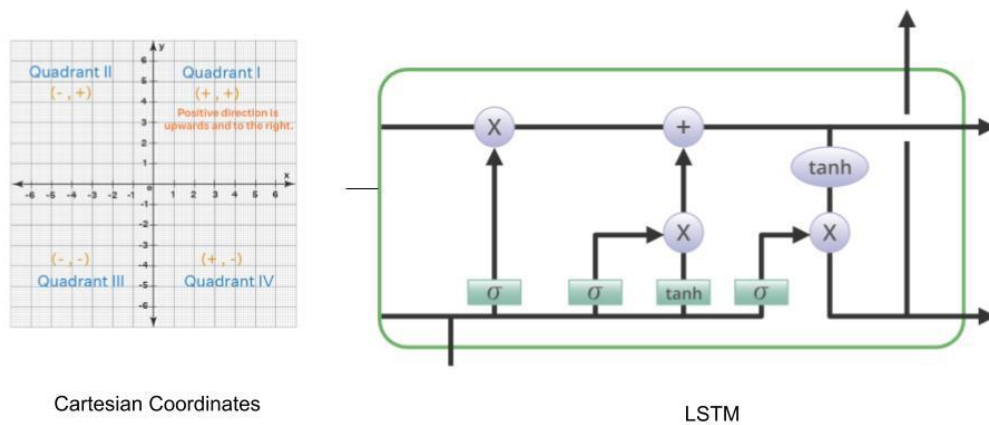 y
6
Quadrant II
Quadrant I
5
(- , +)
(+ , +)
4
Positive direction is
upwards and to the right.
3
2
1
x
o
-6 -5 -4 -3 -2 -1
1 2 3 4 5 6
-1
-2
-3
(- , -)
(+ , -)
-4
Quadrant III
Quadrant IV
-5
-6
Cartesian Coordinates
X
+
tanh
X
X
σ
σ
tanh
σ
LSTM